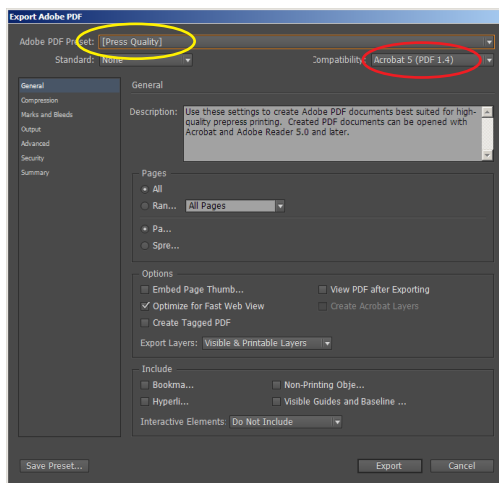 Export Adobe PDF
Adobe PDF Preset: [Press Quality]
Standard: None Compatibility: Acrobat 5 (PDF 1.4)
General General
Compression
Marks and Bleeds
Output
Advanced
Security
Summary
Description: Use these settings to create Adobe PDF documents best suited for high-
quality prepress printing. Created PDF documents can be opened with
Acrobat and Adobe Reader 5.0 and later.
Pages
All
Ran... All Pages
Pa...
Spre...
Options
Embed Page Thumb... View PDF after Exporting
Optimize for Fast Web View Create Acrobat Layers
Create Tagged PDF
Export Layers: Visible & Printable Layers
Include
Bookma... Non-Printing Obje...
Hyperli... Visible Guides and Baseline ...
Interactive Elements: Do Not Include
Save Preset... Export Cancel